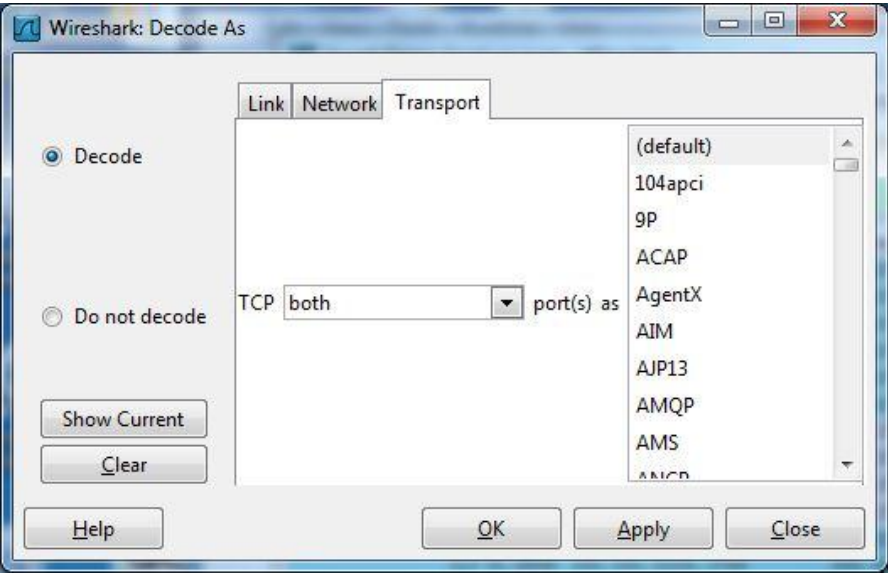 Wireshark: Decode As
Link Network Transport
Decode
Do not decode
Show Current
Clear
TCP both port(s) as
(default)
104apci
9P
ACAP
AgentX
AIM
AJP13
AMQP
AMS
Help OK Apply Close